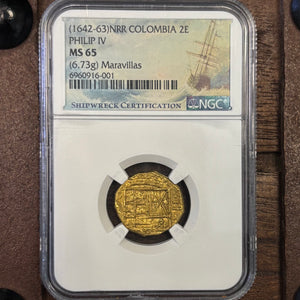 (1642-63)NRR COLOMBIA 2E
PHILIP IV
MS 65
(6.73g) Maravillas
6960916-001
SHIPWRECK CERTIFICATION
NGC